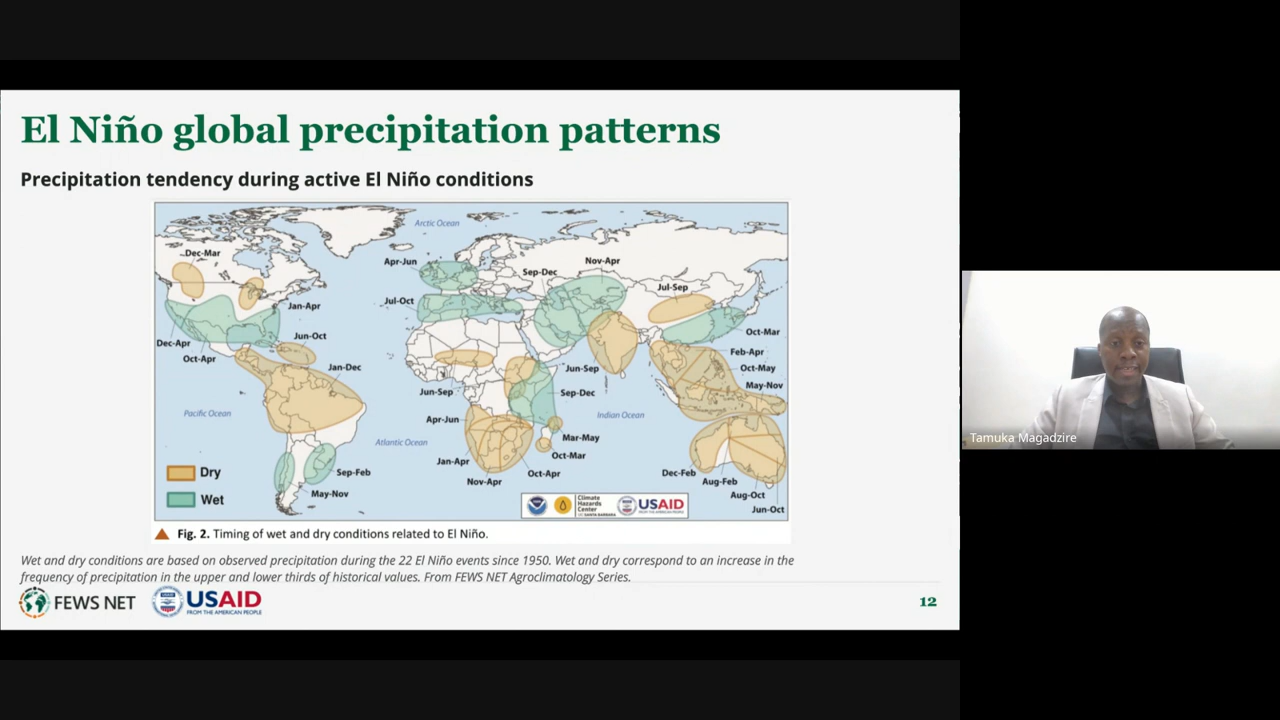 El Niño global precipitation patterns
Precipitation tendency during active El Niño conditions
Arctic Ocean
Dec-Mar
Apr-Jun
Nov-Apr
Sep-Dec
Jul-Sep
Jul-Oct
Jan-Apr
Oct-Mar
Jun-Oct
Dec-Apr
Feb-Apr
Oct-Apr
Jan-Dec
Jun-Sep
Oct-May
May-Nov
Jun-Sep
Sep-Dec
Pacific Ocean
Apr-Jun
Indian Ocean
Atlantic Ocean
Mar-May
Oct-Mar
Jan-Apr
Dry
Sep-Feb
Oct-Apr
Dec-Feb
Nov-Apr
Aug-Feb
Wet
May-Nov
Aug-Oct
Jun-Oct
Climate
Hazards
Center
USAID
Fig. 2. Timing of wet and dry conditions related to El Niño.
Wet and dry conditions are based on observed precipitation during the 22 El Niño events since 1950. Wet and dry correspond to an increase in the
frequency of precipitation in the upper and lower thirds of historical values. From FEWS NET Agroclimatology Series.
FEWS NET
USAID
FROM THE AMERICAN PEOPLE
12
Tamuka Magadzire